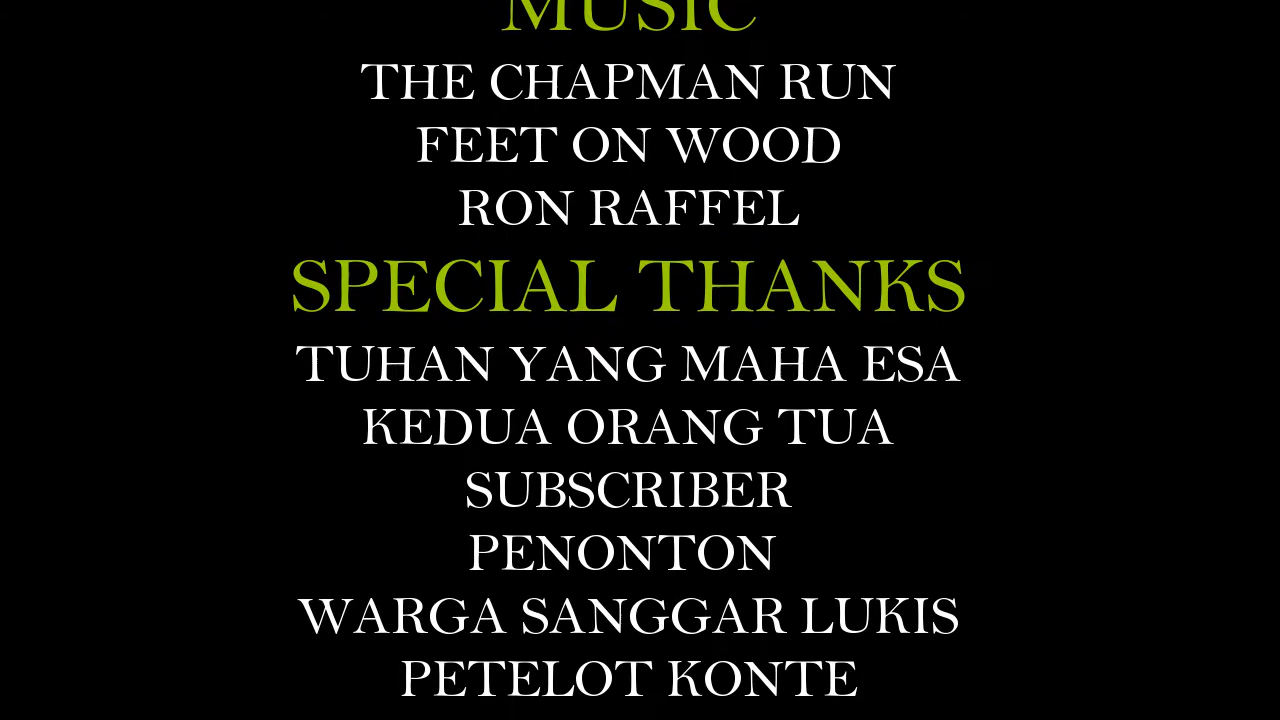 MUSIC
THE CHAPMAN RUN
FEET ON WOOD
RON RAFFEL
SPECIAL THANKS
TUHAN YANG MAHA ESA
KEDUA ORANG TUA
SUBSCRIBER
PENONTON
WARGA SANGGAR LUKIS
PETELOT KONTE